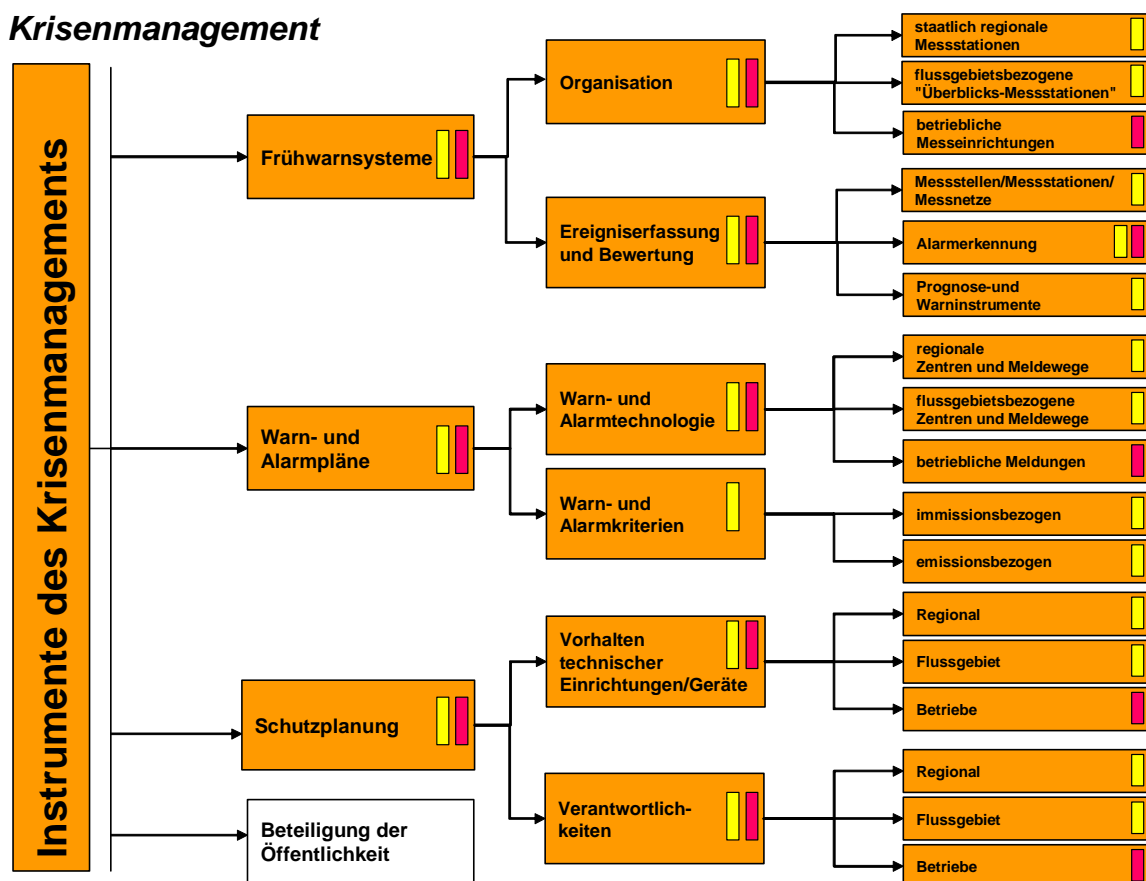 Krisenmanagement
Instrumente des Krisenmanagements
Frühwarnsysteme
Organisation
staatlich regionale
Messstationen
flussgebietsbezogene
"Überblicks-Messstationen"
betriebliche
Messeinrichtungen
Ereigniserfassung
und Bewertung
Messstellen/Messstationen/
Messnetze
Alarmerkennung
Prognose-und
Warninstrumente
Warn- und
Alarmpläne
Warn- und
Alarmtechnologie
regionale
Zentren und Meldewege
flussgebietsbezogene
Zentren und Meldewege
betriebliche Meldungen
Warn- und
Alarmkriterien
immissionsbezogen
emissionsbezogen
Schutzplanung
Vorhalten
technischer
Einrichtungen/Geräte
Regional
Flussgebiet
Betriebe
Verantwortlich-
keiten
Regional
Flussgebiet
Betriebe
Beteiligung der
Öffentlichkeit